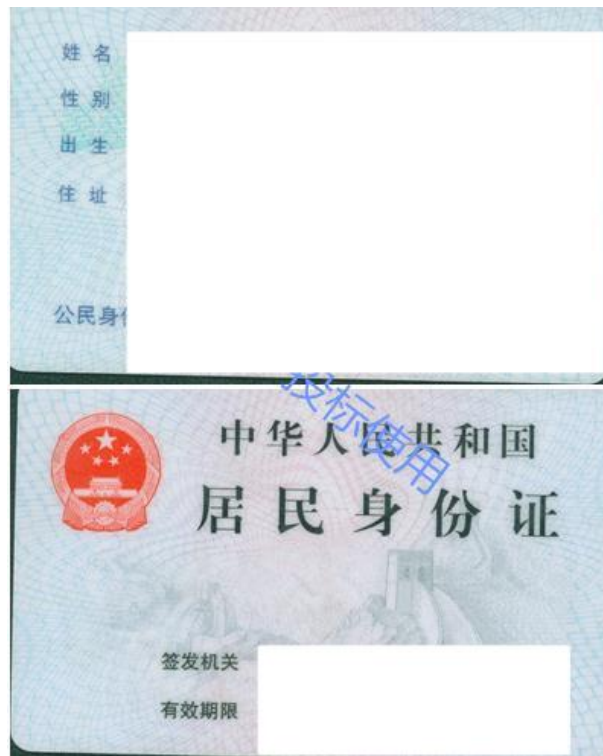 姓名
性别
出生
住址
公民身份
投标使用
中华人民共和国
居民身份证
签发机关
有效期限